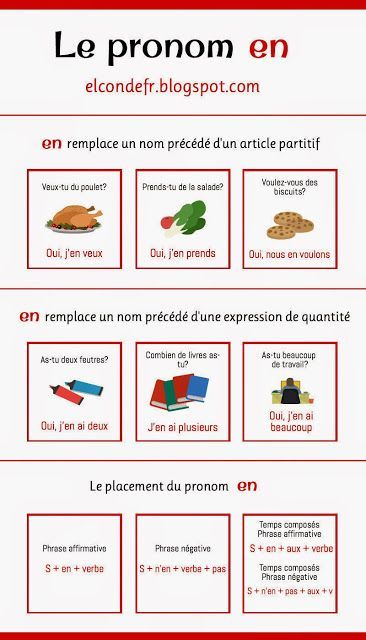 Le pronom en
elcondefr.blogspot.com
en remplace un nom précédé d'un article partitif
Veux-tu du poulet?
Oui, j'en veux
Prends-tu de la salade?
Oui, j'en prends
Voulez-vous des
biscuits?
Oui, nous en voulons
en remplace un nom précédé d'une expression de quantité
As-tu deux feutres?
Oui, j'en ai deux
Combien de livres as-
tu?
J'en ai plusieurs
As-tu beaucoup
de travail?
Oui, j'en ai
beaucoup
Le placement du pronom en
Phrase affirmative
S + en + verbe
Phrase négative
S + n'en + verbe + pas
Temps composés
Phrase affirmative
S + en + aux + verbe
Temps composés
Phrase négative
S + n'en + pas + aux + v